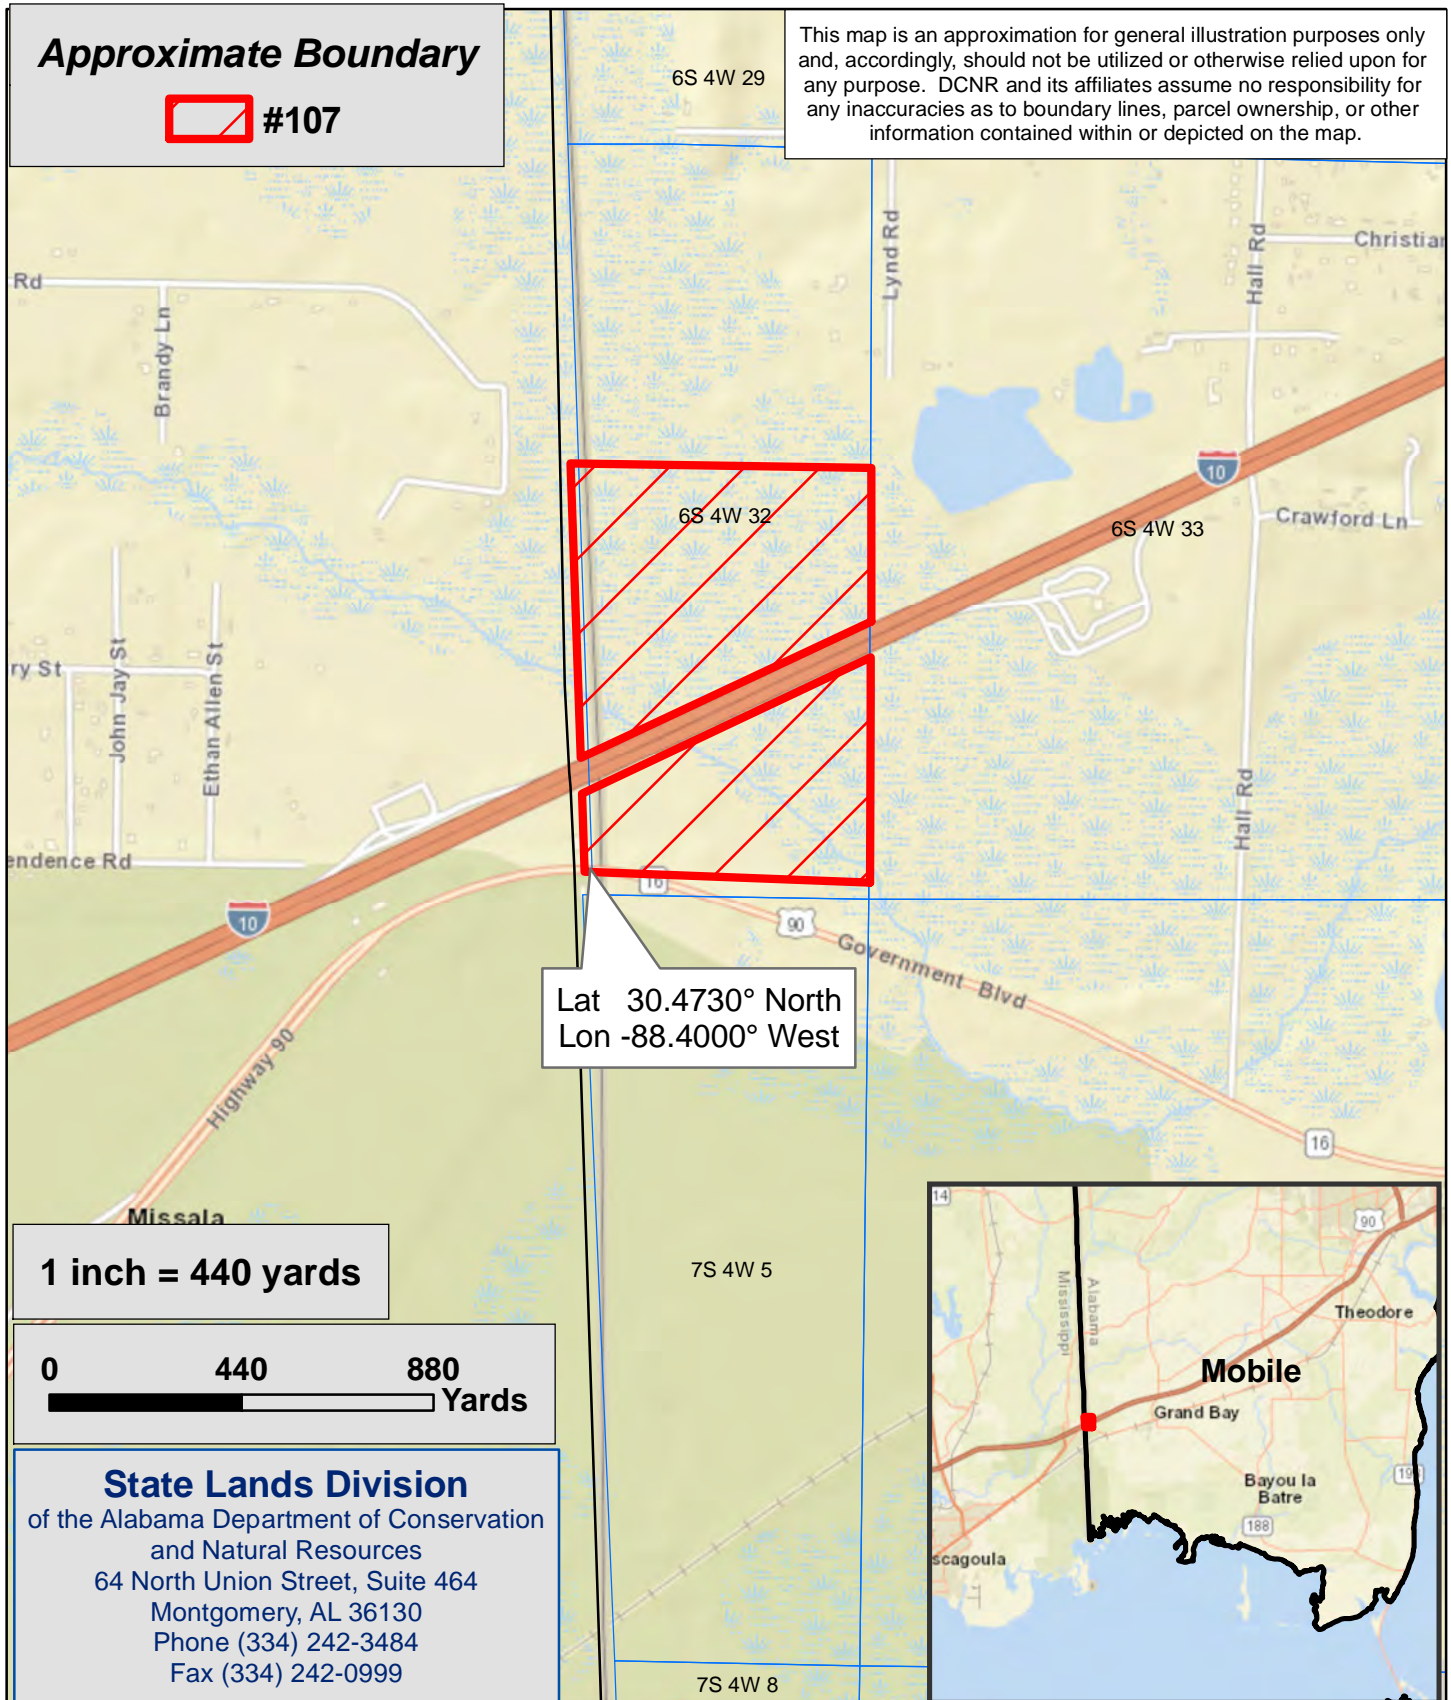 Approximate Boundary
#107
This map is an approximation for general illustration purposes only
and, accordingly, should not be utilized or otherwise relied upon for
any purpose. DCNR and its affiliates assume no responsibility for
any inaccuracies as to boundary lines, parcel ownership, or other
information contained within or depicted on the map.
6S 4W 29
Lynd Rd
Hall Rd
Christian
Rd
Brandy Ln
10
6S 4W 32
6S 4W 33
Crawford Ln
ry St
John Jay St
Ethan Allen St
Hall Rd
endence Rd
16
10
90
Government Blvd
Lat 30.4730° North
Lon -88.4000° West
Highway 90
16
Missala
1 inch = 440 yards
7S 4W 5
0 440 880
Yards
State Lands Division
of the Alabama Department of Conservation
and Natural Resources
64 North Union Street, Suite 464
Montgomery, AL 36130
Phone (334) 242-3484
Fax (334) 242-0999
7S 4W 8
14
90
Mississippi
Alabama
Theodore
Mobile
Grand Bay
Bayou la
Batre
19
188
scagoula